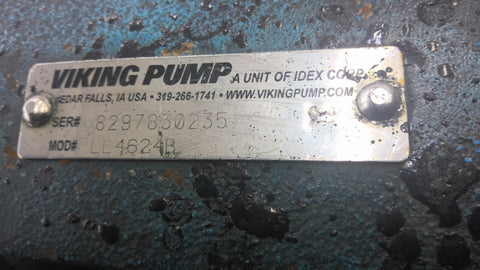 VIKING PUMP. A UNIT OF IDEX CORP.
CEDAR FALLS, IA USA • 319-266-1741 • WWW.VIKINGPUMP.COM
SER# 8297830235
MOD# LL4624B